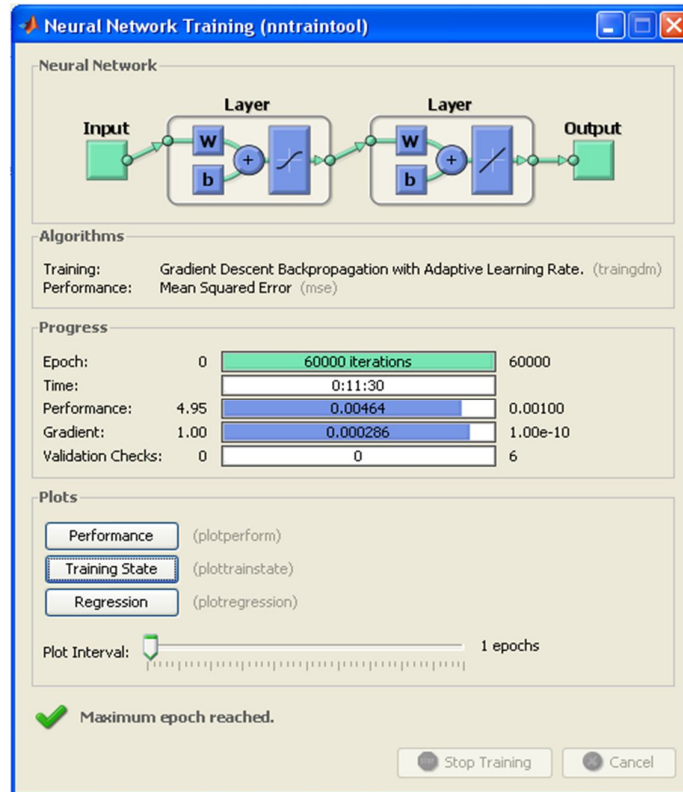 Neural Network Training (nntraintool)
Neural Network
Layer Layer
Input Output
W W
b b
+ +
Algorithms
Training: Gradient Descent Backpropagation with Adaptive Learning Rate. (traingdm)
Performance: Mean Squared Error (mse)
Progress
Epoch: 0 60000 iterations 60000
Time: 0:11:30
Performance: 4.95 0.00464 0.00100
Gradient: 1.00 0.000286 1.00e-10
Validation Checks: 0 0 6
Plots
Performance (plotperform)
Training State (plottrainstate)
Regression (plotregression)
Plot Interval: 1 epochs
Maximum epoch reached.
Stop Training Cancel